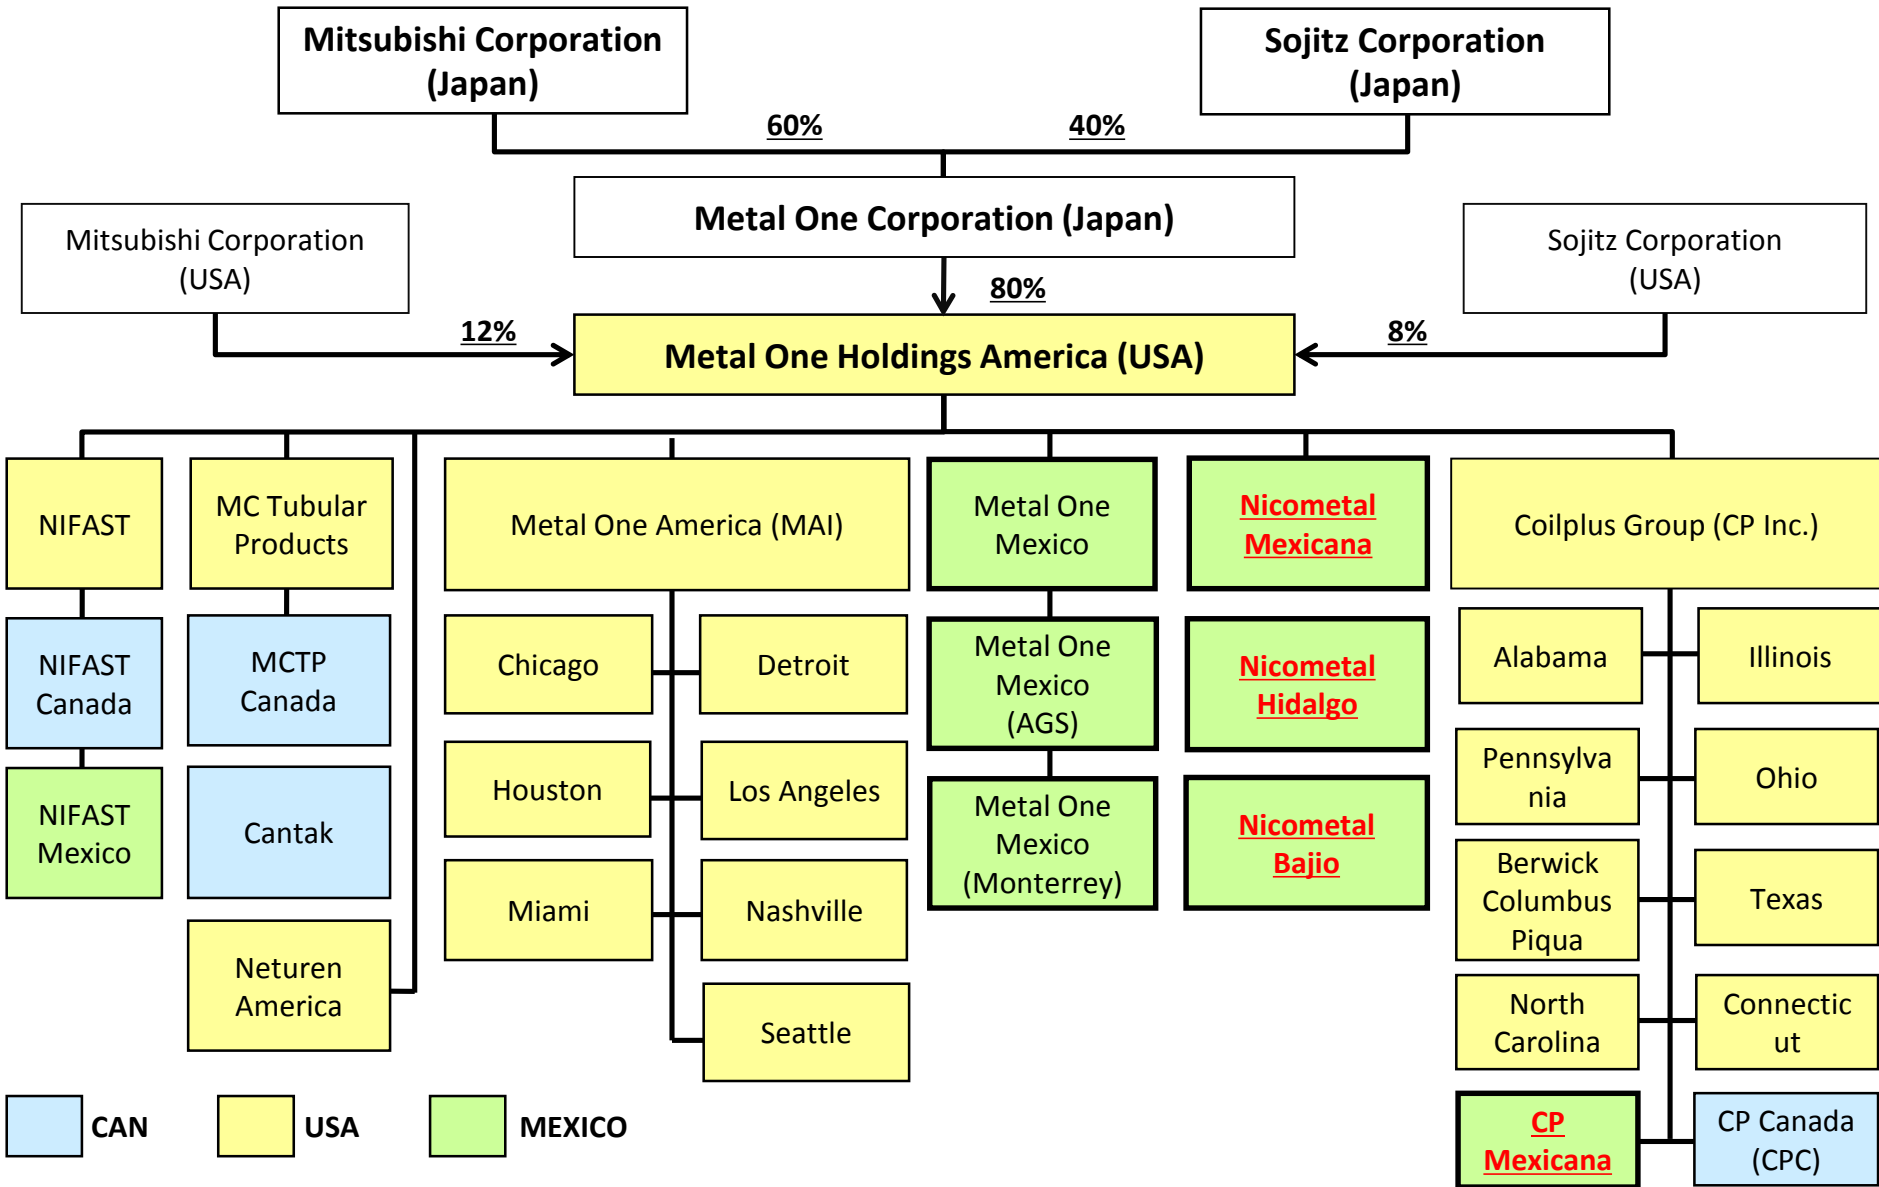 Mitsubishi Corporation
(Japan)
Sojitz Corporation
(Japan)
60%
40%
Metal One Corporation (Japan)
Mitsubishi Corporation
(USA)
Sojitz Corporation
(USA)
80%
12%
8%
Metal One Holdings America (USA)
NIFAST
MC Tubular
Products
Metal One America (MAI)
Metal One
Mexico
Nicometal
Mexicana
Coilplus Group (CP Inc.)
NIFAST
Canada
MCTP
Canada
Chicago
Detroit
Metal One
Mexico
(AGS)
Nicometal
Hidalgo
Alabama
Illinois
NIFAST
Mexico
Cantak
Houston
Los Angeles
Metal One
Mexico
(Monterrey)
Nicometal
Bajio
Pennsylva
nia
Ohio
Miami
Nashville
Berwick
Columbus
Piqua
Texas
Neturen
America
Seattle
North
Carolina
Connectic
ut
CAN
USA
MEXICO
CP
Mexicana
CP Canada
(CPC)